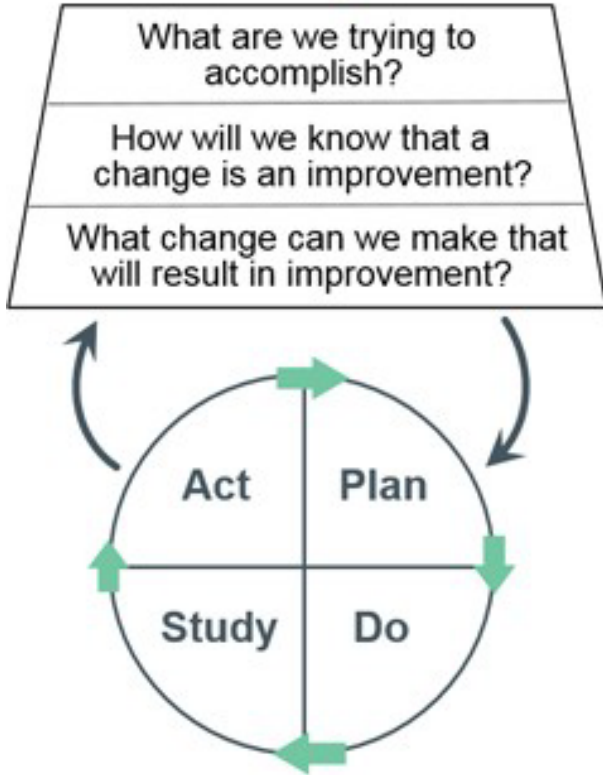 What are we trying to
accomplish?
How will we know that a
change is an improvement?
What change can we make that
will result in improvement?
Act
Plan
Study
Do